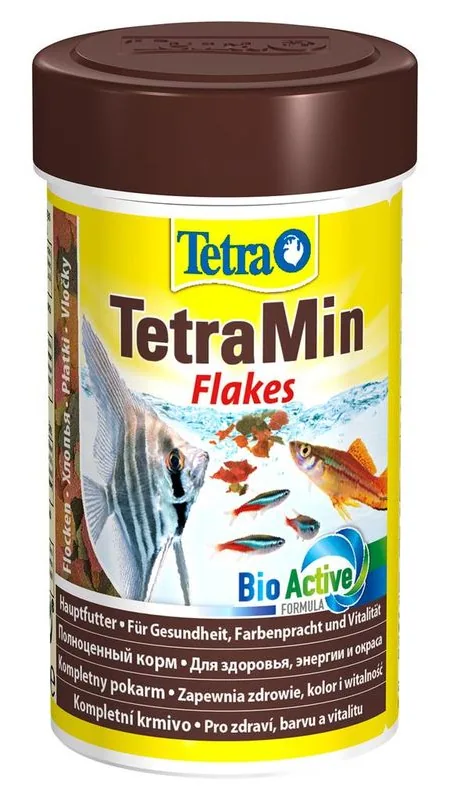 Tetra
TetraMin
Flakes
Flocken - Хлопья - Płatki - Vločky
Bio Active
FORMULA
Hauptfutter • Für Gesundheit, Farbenpracht und Vitalität
Полноценный корм • Для здоровья, энергии и окраса
Kompletny pokarm • Zapewnia zdrowie, kolor i witalność
Kompletní krmivo • Pro zdraví, barvu a vitalitu